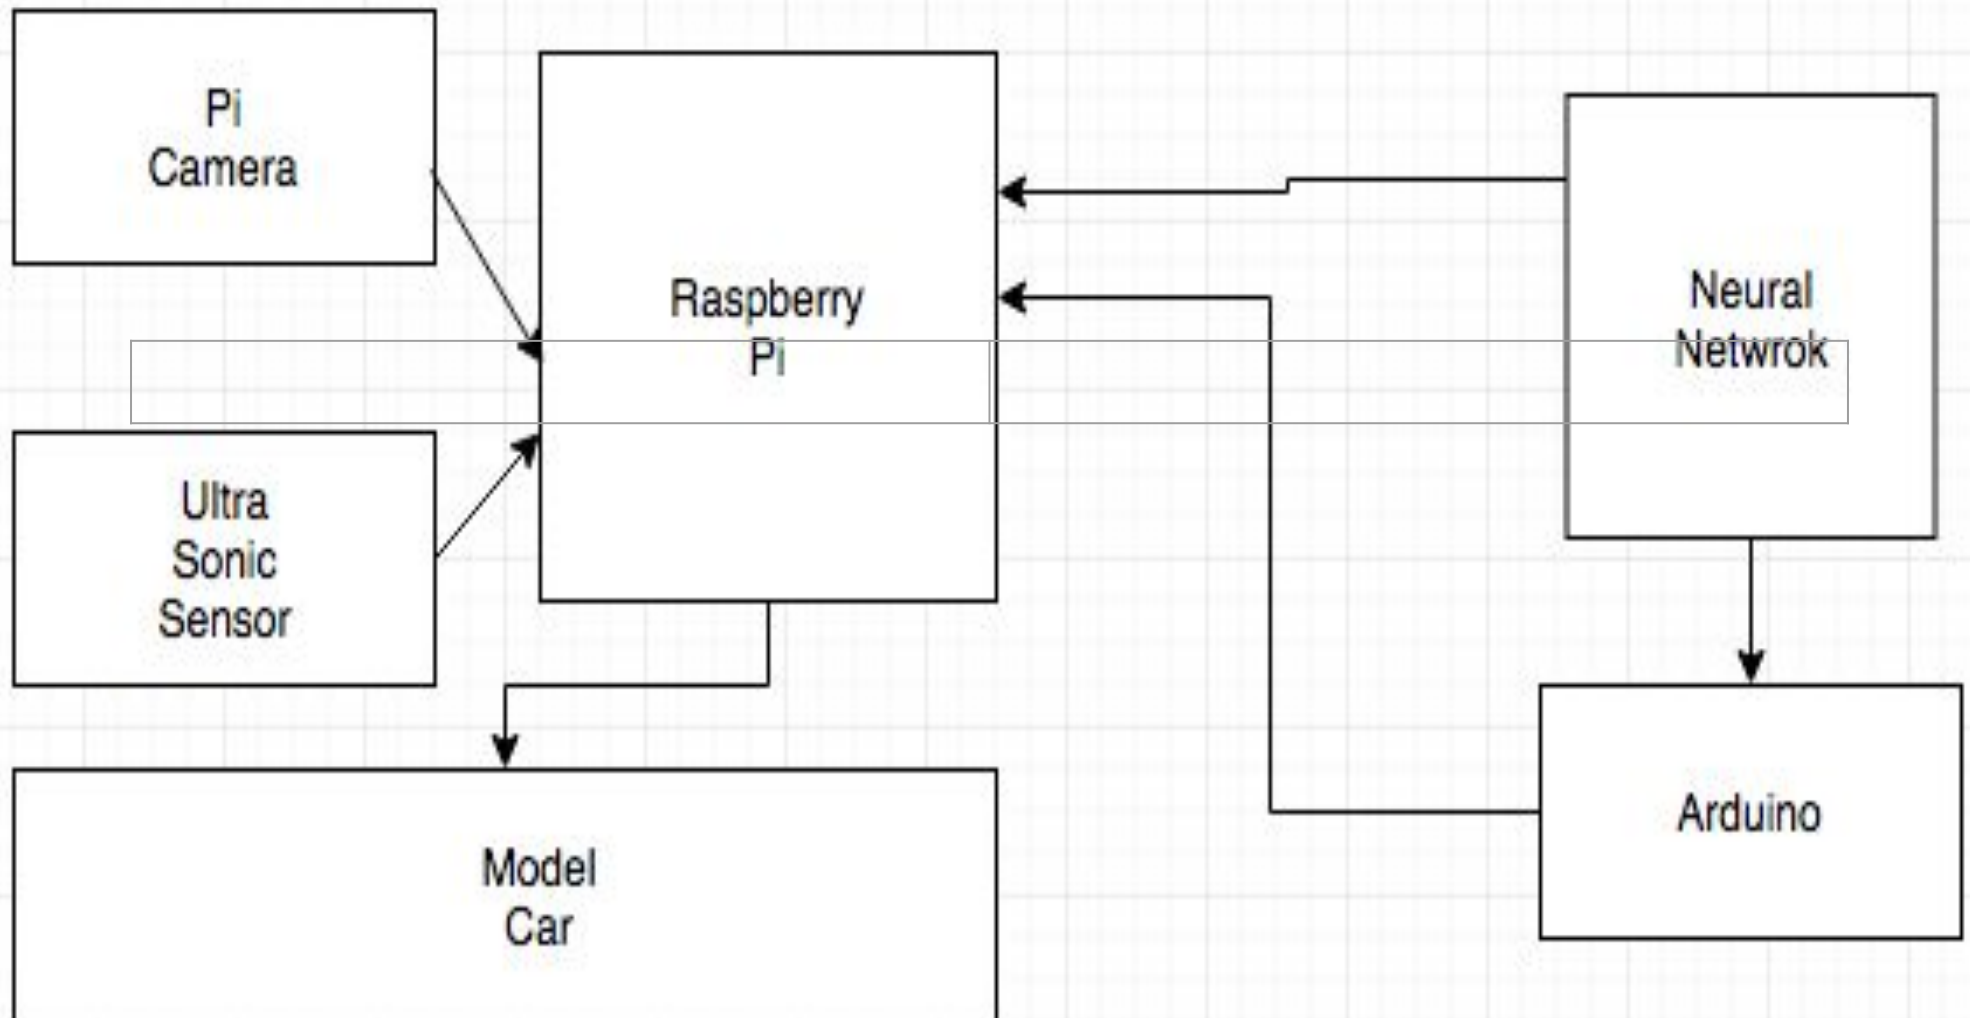 Pi
Camera
Raspberry
Pi
Neural
Netwrok
Ultra
Sonic
Sensor
Model
Car
Arduino